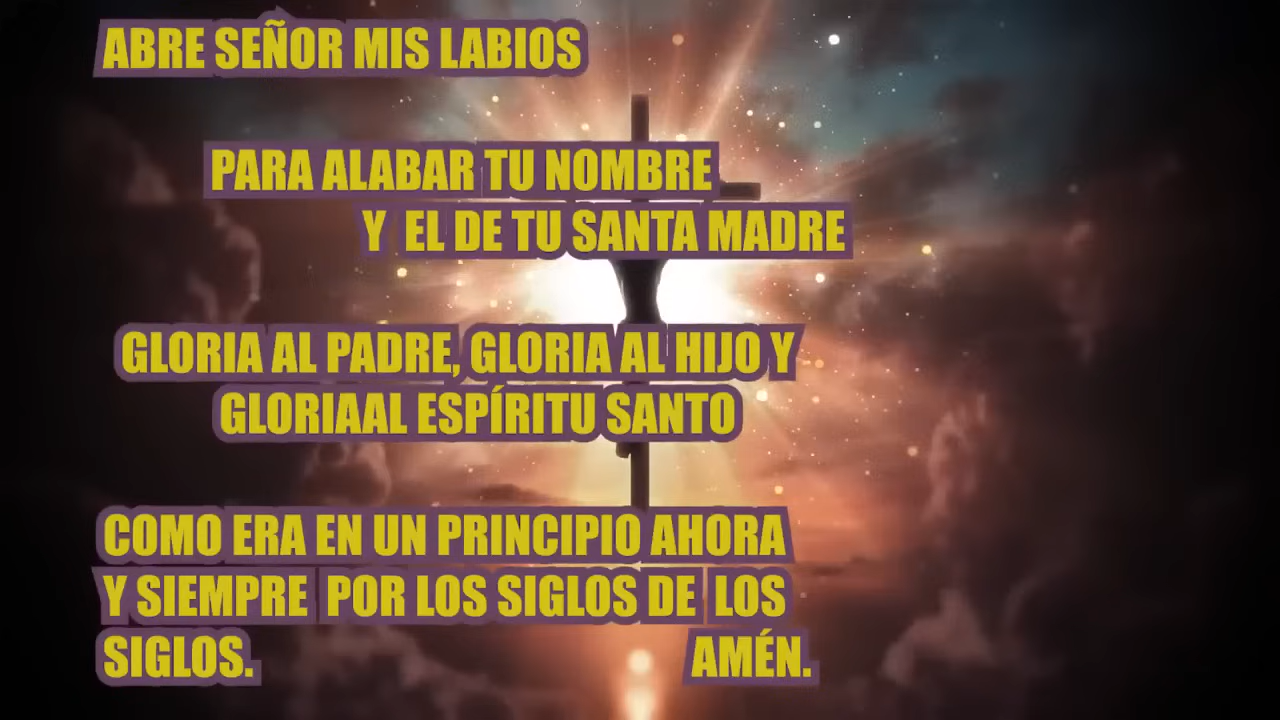 ABRE SEÑOR MIS LABIOS
PARA ALABAR TU NOMBRE
Y EL DE TU SANTA MADRE
GLORIA AL PADRE, GLORIA AL HIJO Y
GLORIAAL ESPÍRITU SANTO
COMO ERA EN UN PRINCIPIO AHORA
Y SIEMPRE POR LOS SIGLOS DE LOS
SIGLOS. AMÉN.